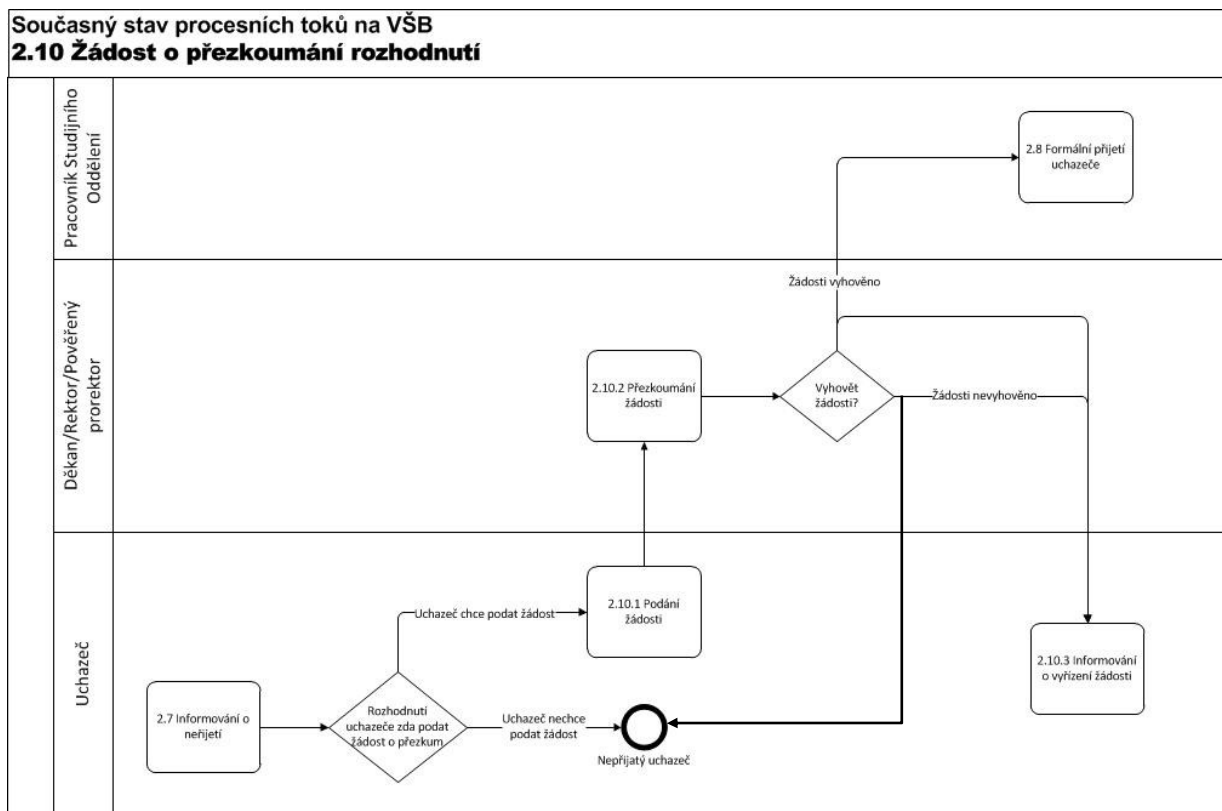 Současný stav procesních toků na VŠB
2.10 Žádost o přezkoumání rozhodnutí
Pracovník Studijního
Oddělení
2.8 Formální přijetí
uchazeče
Žádosti vyhověno
Děkan/Rektor/Pověřený
prorektor
2.10.2 Přezkoumání
žádosti
Vyhovět
žádosti?
Žádosti nevyhověno
Uchazeč
Uchazeč chce podat žádost
2.10.1 Podání
žádosti
2.10.3 Informování
o vyřízení žádosti
2.7 Informování o
neřijetí
Rozhodnutí
uchazeče zda podat
žádost o přezkum
Uchazeč nechce
podat žádost
Nepřijatý uchazeč